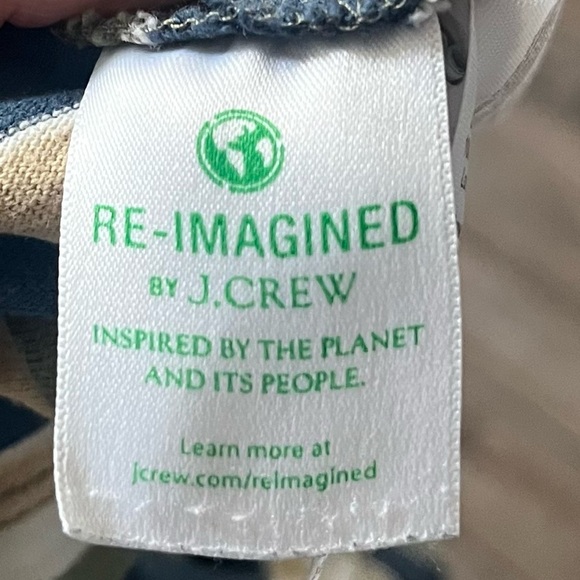 RE-IMAGINED
BY J.CREW
INSPIRED BY THE PLANET
AND ITS PEOPLE.
Learn more at
jcrew.com/reimagined